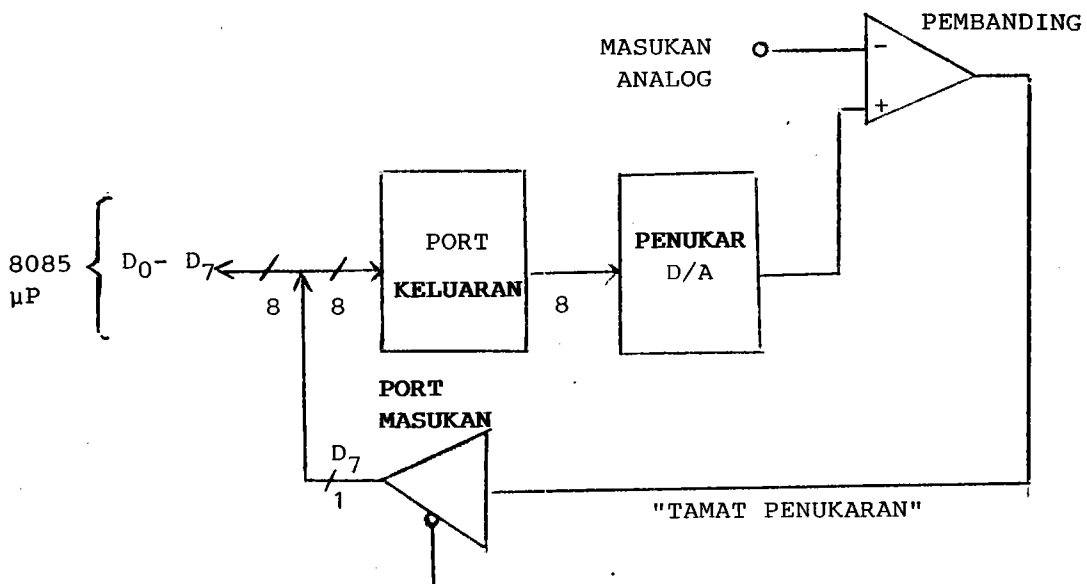 PEMBANDING
MASUKAN
ANALOG
-
+
8085
μP
D0- D7
8
8
PORT
KELUARAN
8
PENUKAR
D/A
PORT
MASUKAN
D7
1
"TAMAT PENUKARAN"